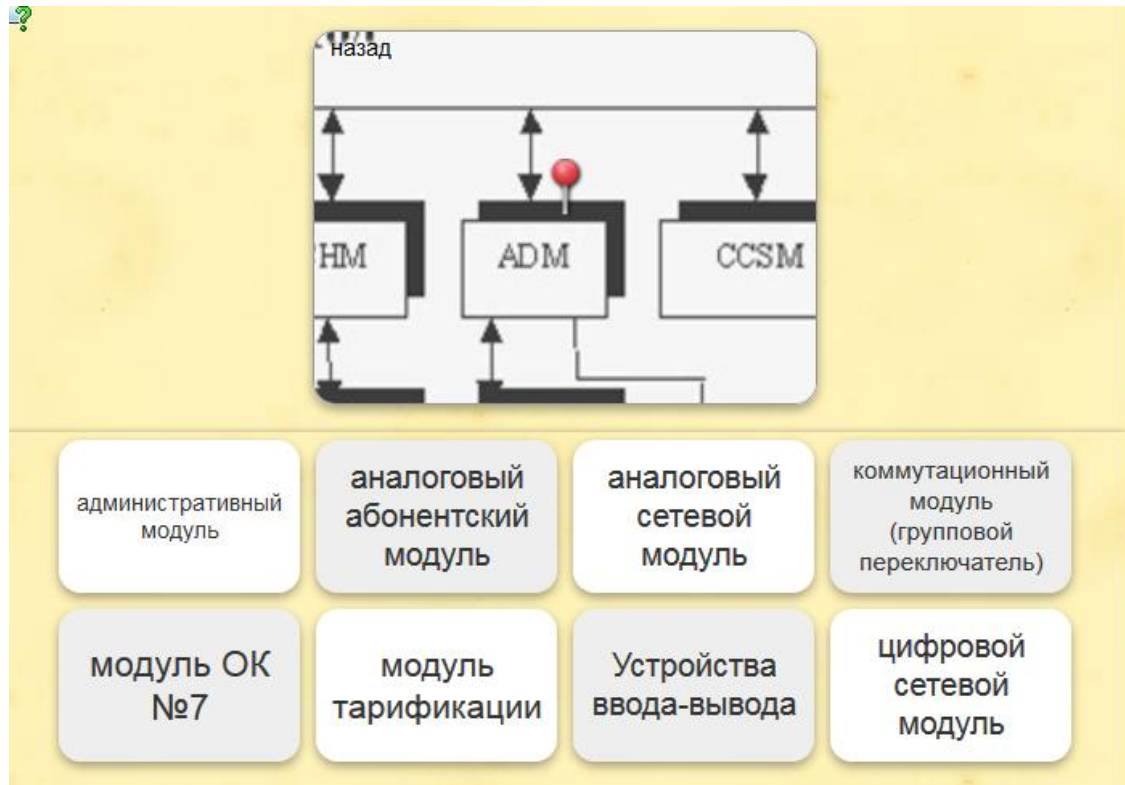 назад
HM
ADM
CCSM
административный
модуль
аналоговый
абонентский
модуль
аналоговый
сетевой
модуль
коммутационный
модуль
(групповой
переключатель)
модуль ОК
№7
модуль
тарификации
Устройства
ввода-вывода
цифровой
сетевой
модуль